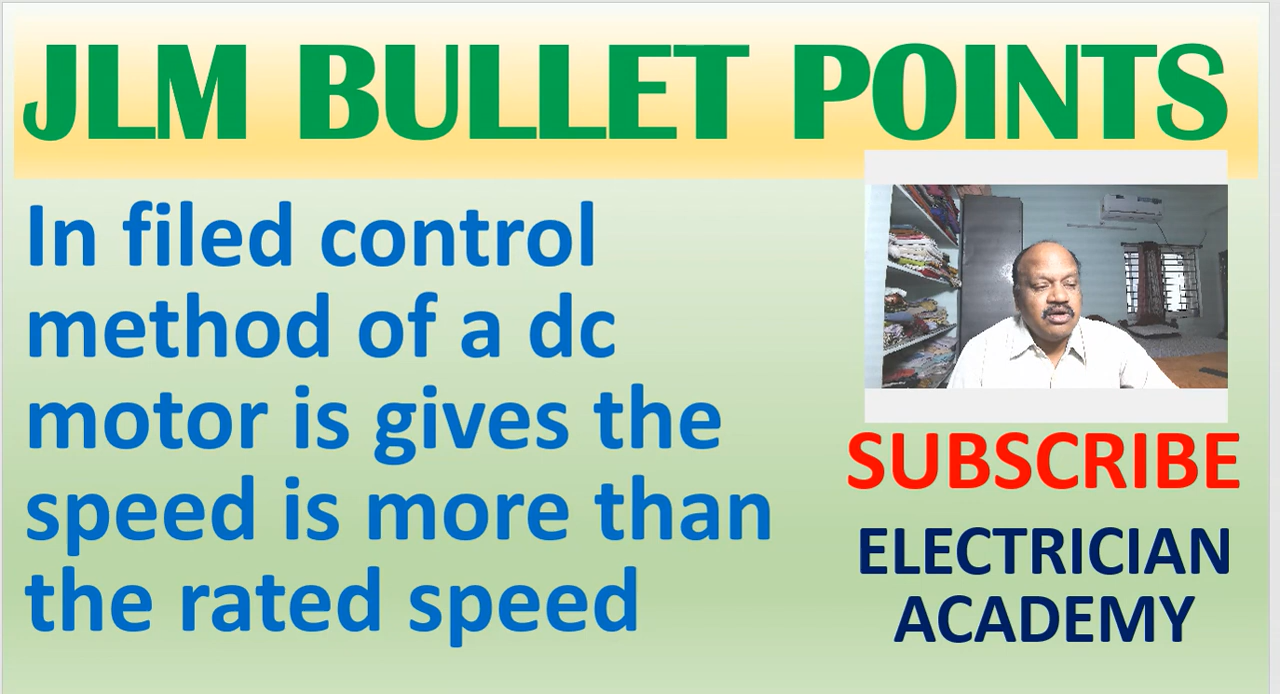 JLM BULLET POINTS
In filed control
method of a dc
motor is gives the
speed is more than
the rated speed
SUBSCRIBE
ELECTRICIAN
ACADEMY